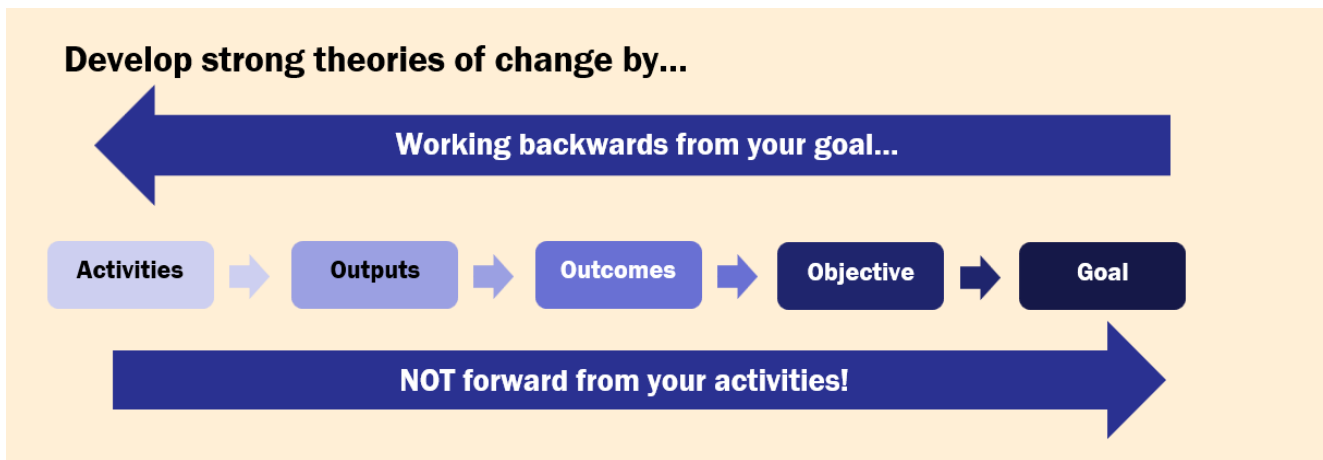 Develop strong theories of change by...
Working backwards from your goal...
Activities
Outputs
Outcomes
Objective
Goal
NOT forward from your activities!